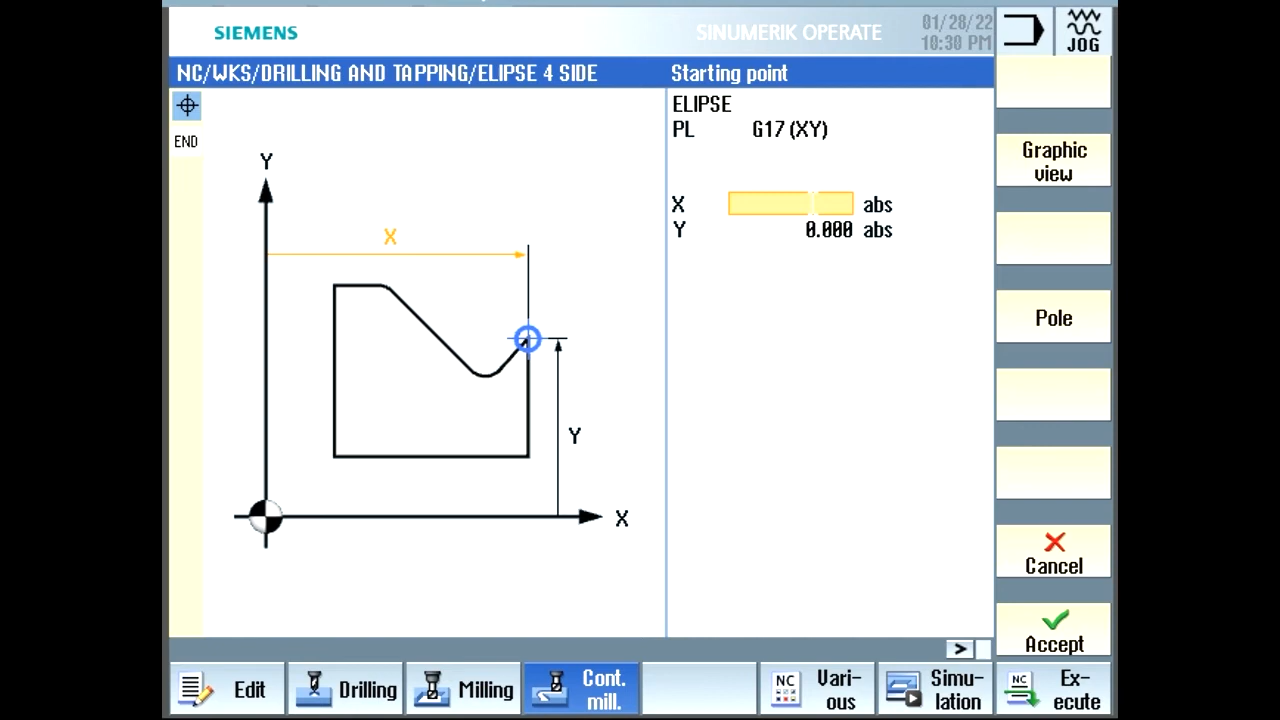 SIEMENS
SINUMERIK OPERATE
01/28/22
10:30 PM
JOG
NC/WKS/DRILLING AND TAPPING/ELIPSE 4 SIDE
Starting point
END
Y
X
Y
X
ELIPSE
PL G17 (XY)
X abs
Y 0.000 abs
Graphic
view
Pole
Cancel
Accept
>
Edit
Drilling
Milling
Cont.
mill.
NC
Vari-
ous
Simu-
lation
NC
Ex-
ecute